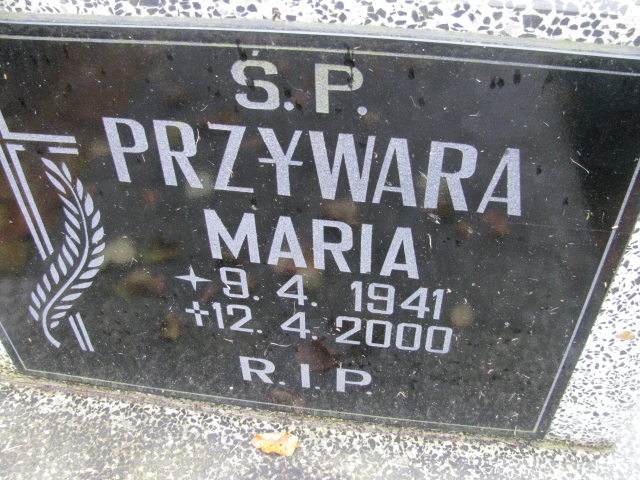 Ś.P.
PRZYWARA
MARIA
9. 4. 1941
✝12. 4. 2000
R.I.P.